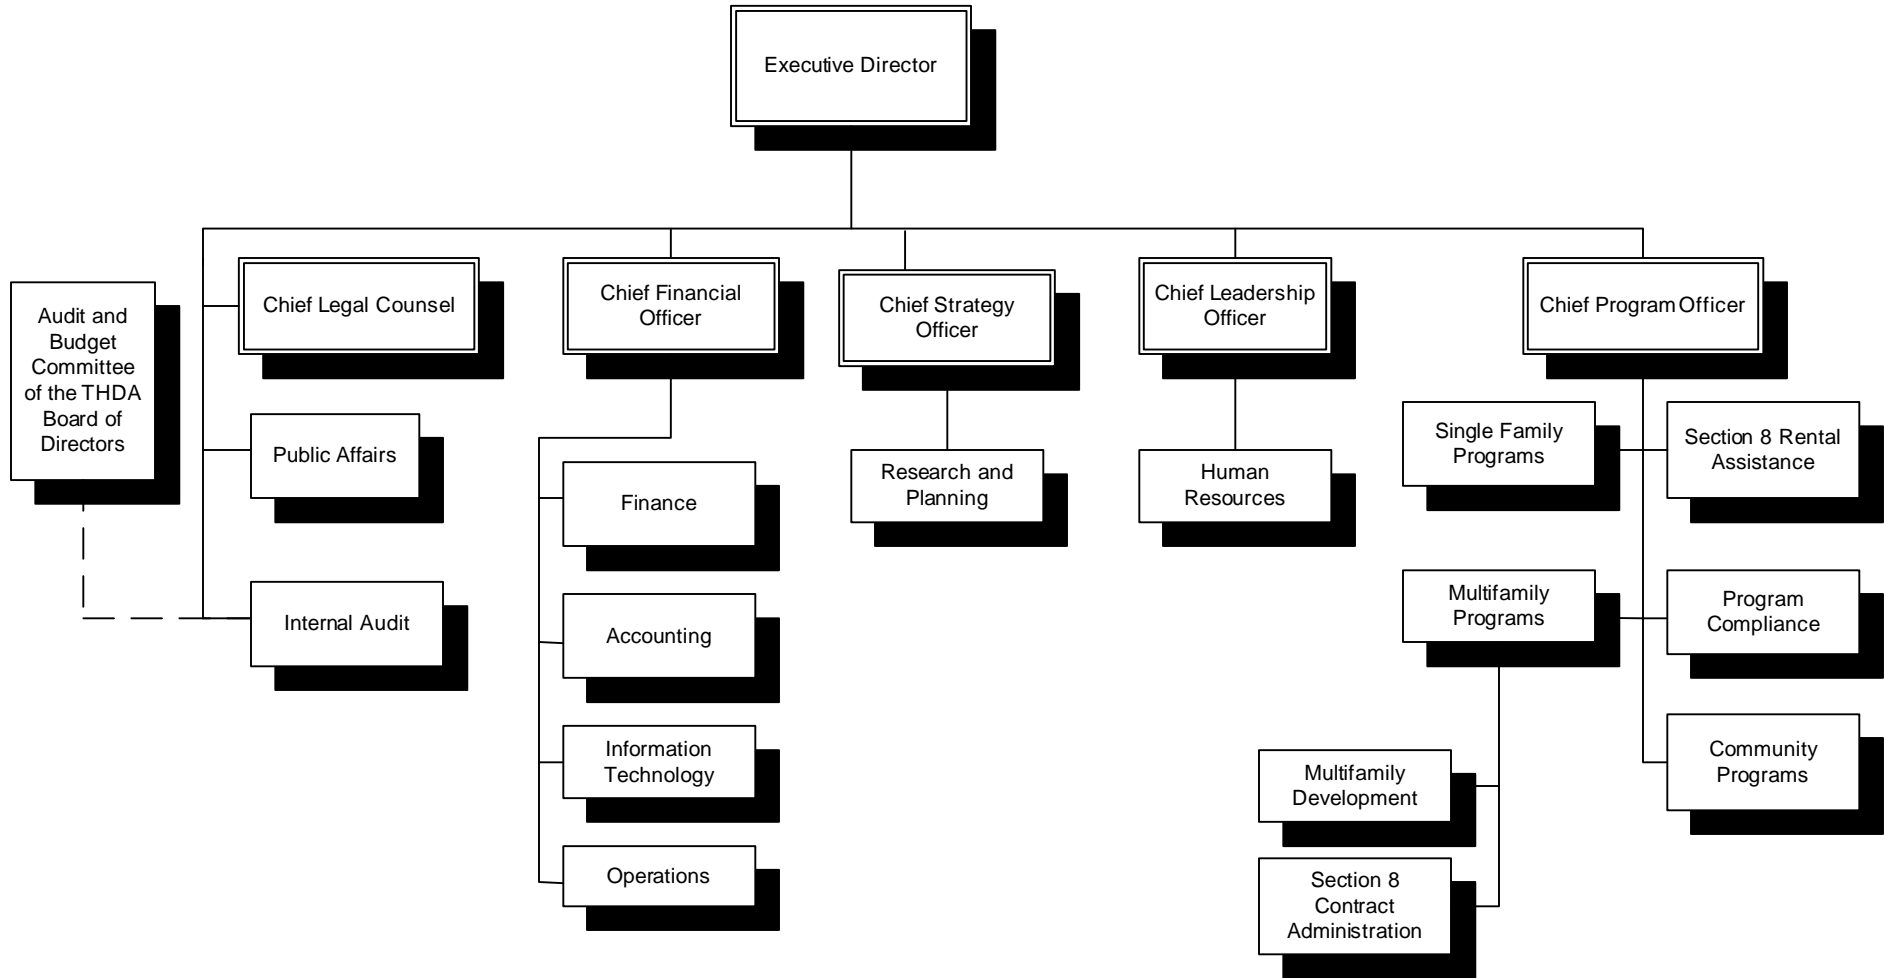 Executive Director
Audit and
Budget
Committee
of the THDA
Board of
Directors
Chief Legal Counsel
Public Affairs
Internal Audit
Chief Financial
Officer
Finance
Accounting
Information
Technology
Operations
Chief Strategy
Officer
Research and
Planning
Chief Leadership
Officer
Human
Resources
Chief Program Officer
Single Family
Programs
Section 8 Rental
Assistance
Multifamily
Programs
Program
Compliance
Community
Programs
Multifamily
Development
Section 8
Contract
Administration